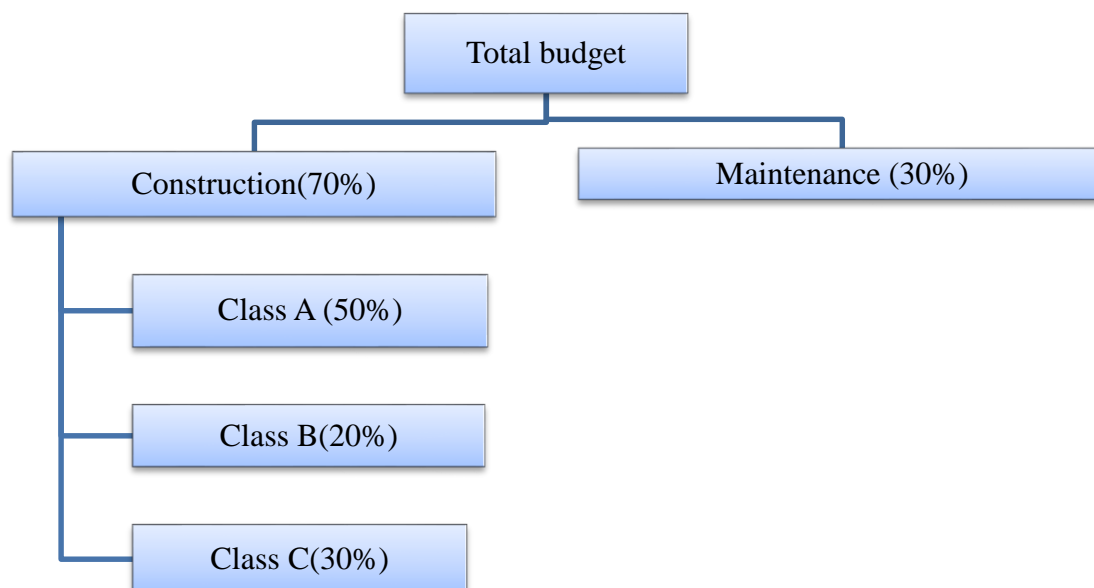 Total budget
Construction(70%)
Maintenance (30%)
Class A (50%)
Class B(20%)
Class C(30%)